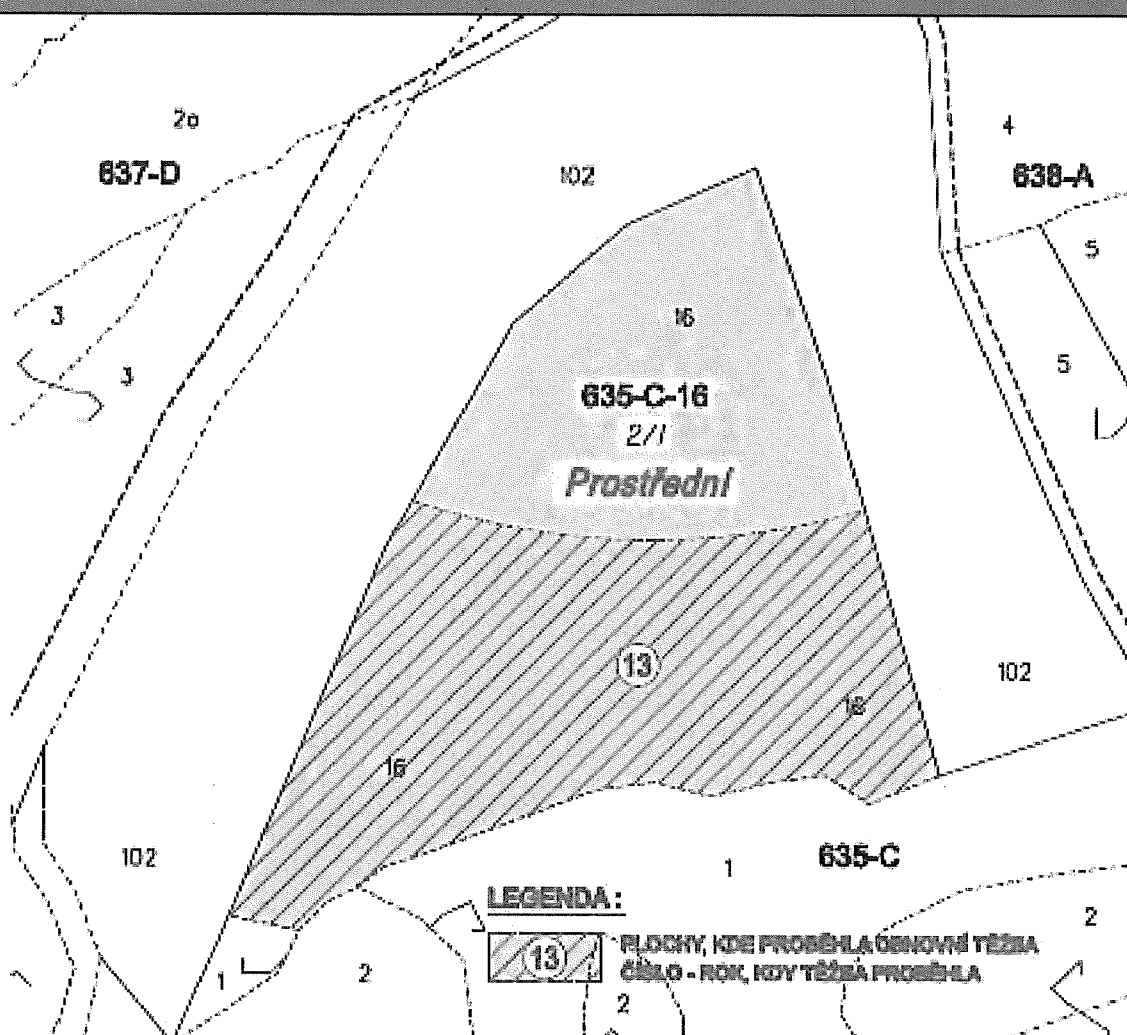 2a
4
637-D
102
638-A
5
3
16
3
5
635-C-16
2/1
Prostřední
13
102
16
16
102
1
635-C
LEGENDA:
2
13
PLOCHY, KDE PROBĚHLA OBNOVNÍ TĚŽBA
ČÍSLO - ROK, KDY TĚŽBA PROBĚHLA
1
2
2